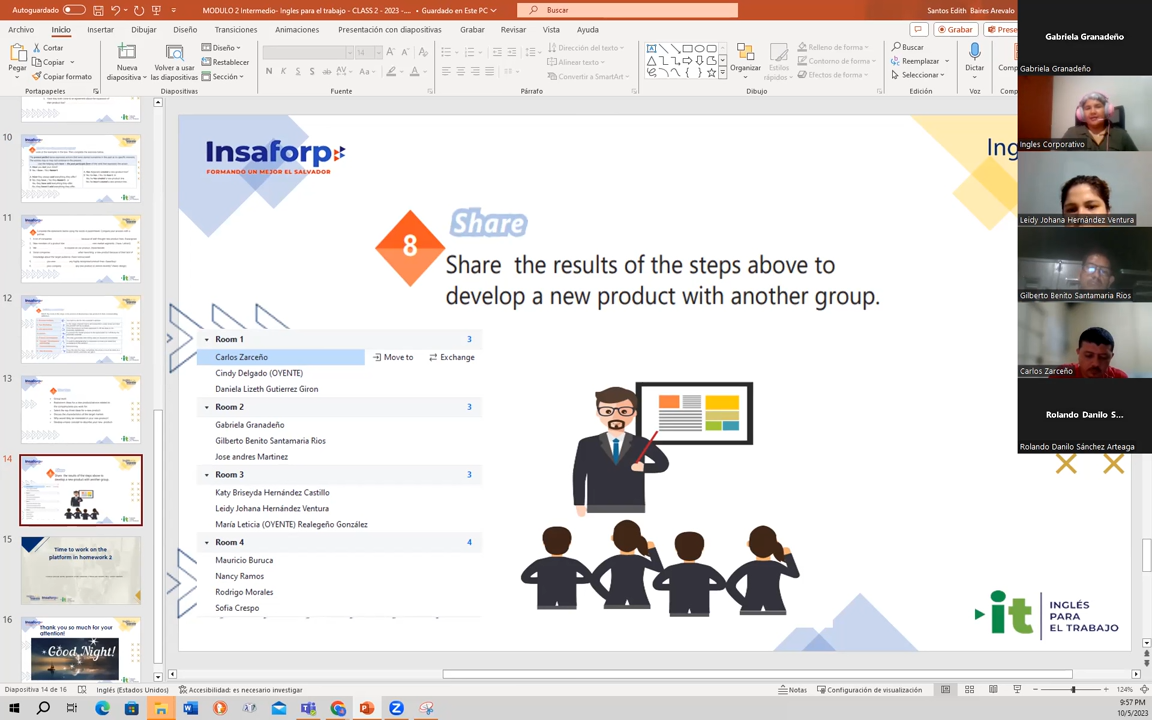 Autoguardado
MODULO 2 Intermedio- Ingles para el trabajo - CLASS 2 - 2023 -... • Guardado en Este PC
Buscar
Santos Edith Baires Arevalo
Archivo Inicio Insertar Dibujar Diseño Transiciones Animaciones Presentación con diapositivas Grabar Revisar Vista Ayuda
Grabar
Pegar
Cortar
Copiar
Copiar formato
Portapapeles
Nueva diapositiva
Volver a usar las diapositivas
Diseño
Restablecer
Sección
Diapositivas
Fuente
Dirección del texto
Alinear texto
Convertir a SmartArt
Párrafo
Organizar
Estilos rápidos
Relleno de forma
Contorno de forma
Efectos de forma
Dibujo
Buscar
Reemplazar
Seleccionar
Edición
Dictar
Voz
10
11
12
13
14
15
Time to work on the
platform in homework 2
16
Thank you so much for your
attention!
Good Night!
Insaforp
FORMANDO UN MEJOR EL SALVADOR
8
Share
Share the results of the steps above to
develop a new product with another group.
Room 1 3
Carlos Zarceño Move to Exchange
Cindy Delgado (OYENTE)
Daniela Lizeth Gutierrez Giron
Room 2 3
Gabriela Granadeño
Gilberto Benito Santamaria Rios
Jose andres Martinez
Room 3 3
Katy Briseyda Hernández Castillo
Leidy Johana Hernández Ventura
María Leticia (OYENTE) Realegeño González
Room 4 4
Mauricio Buruca
Nancy Ramos
Rodrigo Morales
Sofia Crespo
it
INGLÉS
PARA
EL TRABAJO
Gabriela Granadeño
Gabriela Granadeño
Ingles Corporativo
Leidy Johana Hernández Ventura
Gilberto Benito Santamaria Rios
Carlos Zarceño
Rolando Danilo S...
Rolando Danilo Sánchez Arteaga
Diapositiva 14 de 16 Inglés (Estados Unidos) Accesibilidad: es necesario investigar
Notas Configuración de visualización 124%
9:57 PM
10/5/2023